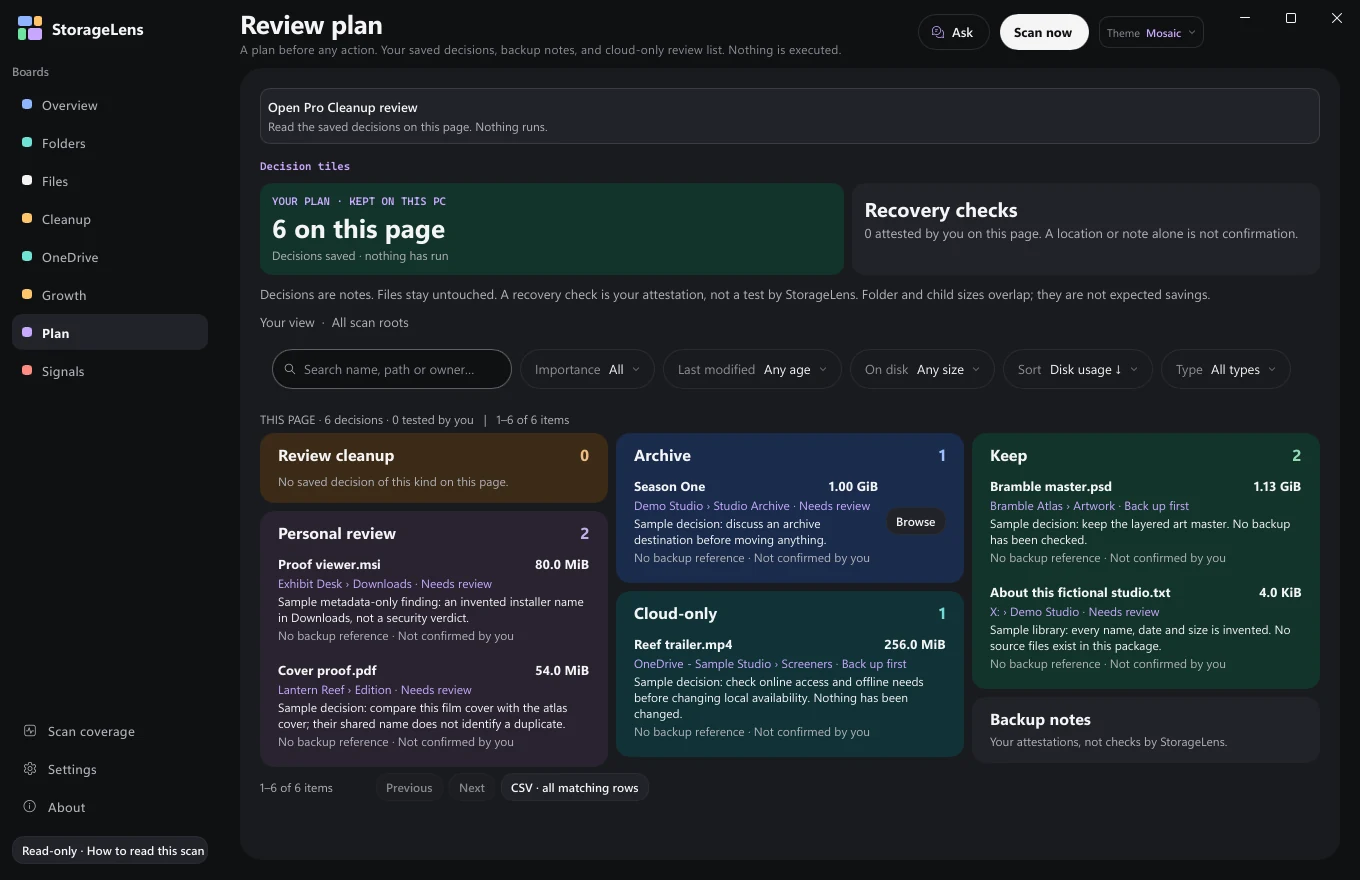 StorageLens
Boards
Overview
Folders
Files
Cleanup
OneDrive
Growth
Plan
Signals
Scan coverage
Settings
About
Read-only · How to read this scan
Review plan
A plan before any action. Your saved decisions, backup notes, and cloud-only review list. Nothing is executed.
Ask
Scan now
Theme Mosaic
Open Pro Cleanup review
Read the saved decisions on this page. Nothing runs.
Decision tiles
YOUR PLAN · KEPT ON THIS PC
6 on this page
Decisions saved · nothing has run
Recovery checks
0 attested by you on this page. A location or note alone is not confirmation.
Decisions are notes. Files stay untouched. A recovery check is your attestation, not a test by StorageLens. Folder and child sizes overlap; they are not expected savings.
Your view · All scan roots
Search name, path or owner...
Importance All
Last modified Any age
On disk Any size
Sort Disk usage ↓
Type All types
THIS PAGE · 6 decisions · 0 tested by you | 1–6 of 6 items
Review cleanup 0
No saved decision of this kind on this page.
Personal review 2
Proof viewer.msi 80.0 MiB
Exhibit Desk › Downloads · Needs review
Sample metadata-only finding: an invented installer name
in Downloads, not a security verdict.
No backup reference · Not confirmed by you
Cover proof.pdf 54.0 MiB
Lantern Reef › Edition · Needs review
Sample decision: compare this film cover with the atlas
cover; their shared name does not identify a duplicate.
No backup reference · Not confirmed by you
Archive 1
Season One 1.00 GiB
Demo Studio › Studio Archive · Needs review
Sample decision: discuss an archive
destination before moving anything.
No backup reference · Not confirmed by you
Browse
Cloud-only 1
Reef trailer.mp4 256.0 MiB
OneDrive - Sample Studio › Screeners · Back up first
Sample decision: check online access and offline needs
before changing local availability. Nothing has been
changed.
No backup reference · Not confirmed by you
Keep 2
Bramble master.psd 1.13 GiB
Bramble Atlas › Artwork · Back up first
Sample decision: keep the layered art master. No backup
has been checked.
No backup reference · Not confirmed by you
About this fictional studio.txt 4.0 KiB
X: › Demo Studio · Needs review
Sample library: every name, date and size is invented. No
source files exist in this package.
No backup reference · Not confirmed by you
Backup notes
Your attestations, not checks by StorageLens.
1–6 of 6 items
Previous
Next
CSV · all matching rows